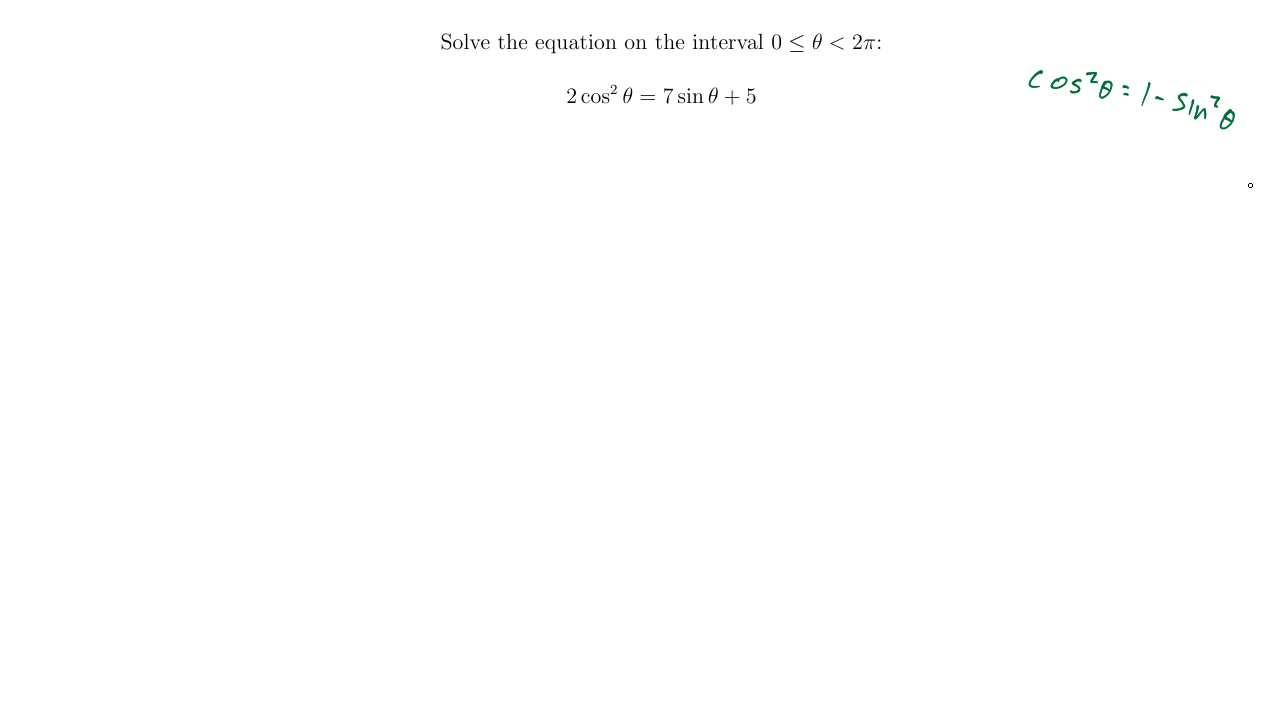 Solve the equation on the interval 0 ≤ θ < 2π:
2 cos² θ = 7 sin θ + 5
cos²θ = 1 - sin²θ